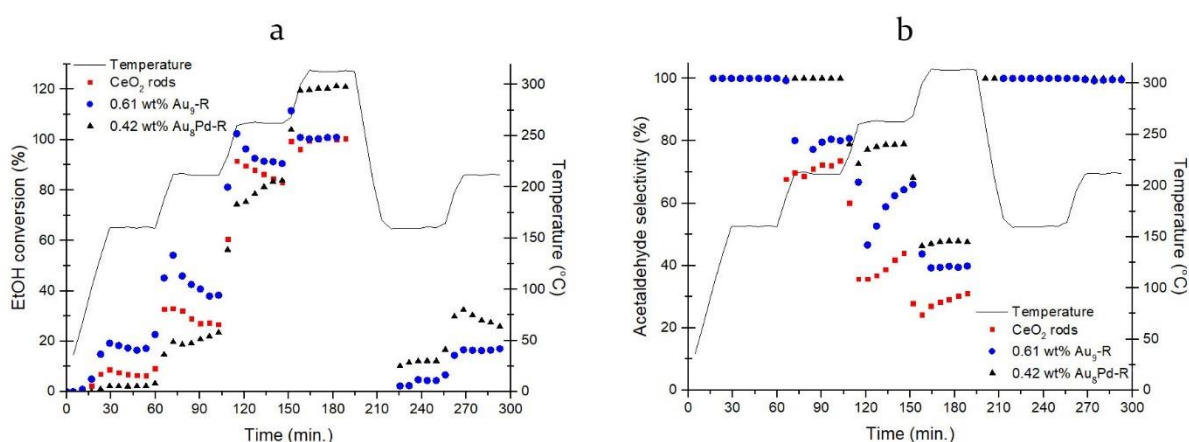 a
Temperature
CeO₂ rods
0.61 wt% Au₉-R
0.42 wt% Au₈Pd-R
EtOH conversion (%)
0
20
40
60
80
100
120
Temperature (°C)
0
50
100
150
200
250
300
0 30 60 90 120 150 180 210 240 270 300
Time (min.)
b
Acetaldehyde selectivity (%)
0
20
40
60
80
100
Temperature (°C)
0
50
100
150
200
250
300
Temperature
CeO₂ rods
0.61 wt% Au₉-R
0.42 wt% Au₈Pd-R
0 30 60 90 120 150 180 210 240 270 300
Time (min.)